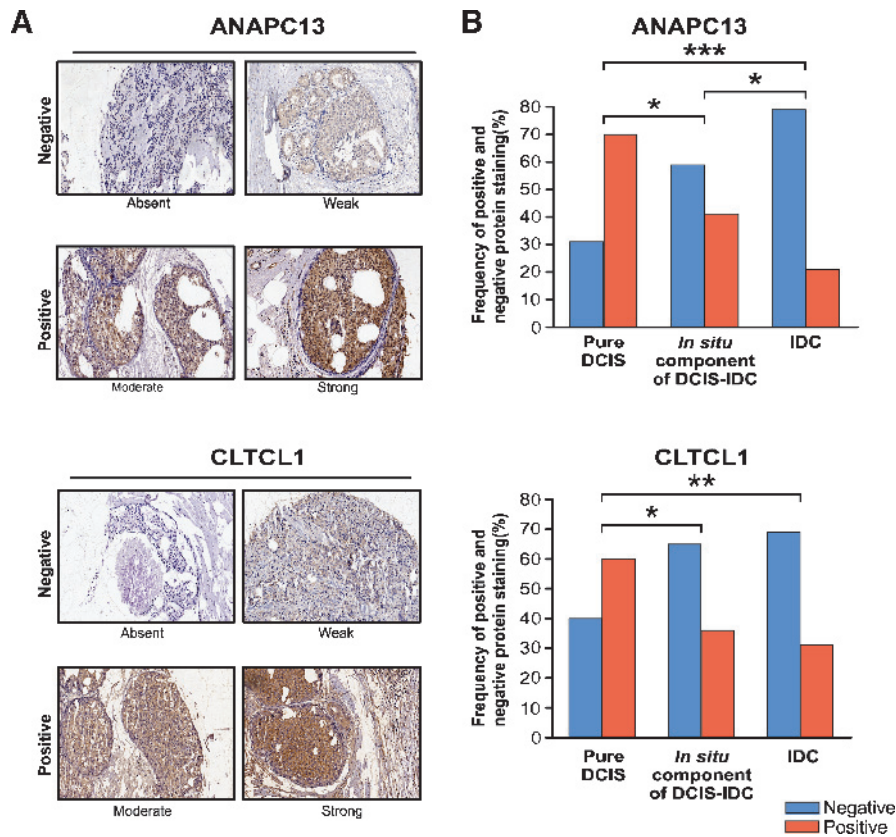 A
ANAPC13
Negative
Absent
Weak
Positive
Moderate
Strong
CLTCL1
Negative
Absent
Weak
Positive
Moderate
Strong
B
ANAPC13
***
*
*
Frequency of positive and
negative protein staining(%)
80
70
60
50
40
30
20
10
0
Pure
DCIS
In situ
component
of DCIS-IDC
IDC
CLTCL1
**
*
Frequency of positive and
negative protein staining(%)
80
70
60
50
40
30
20
10
0
Pure
DCIS
In situ
component
of DCIS-IDC
IDC
Negative
Positive